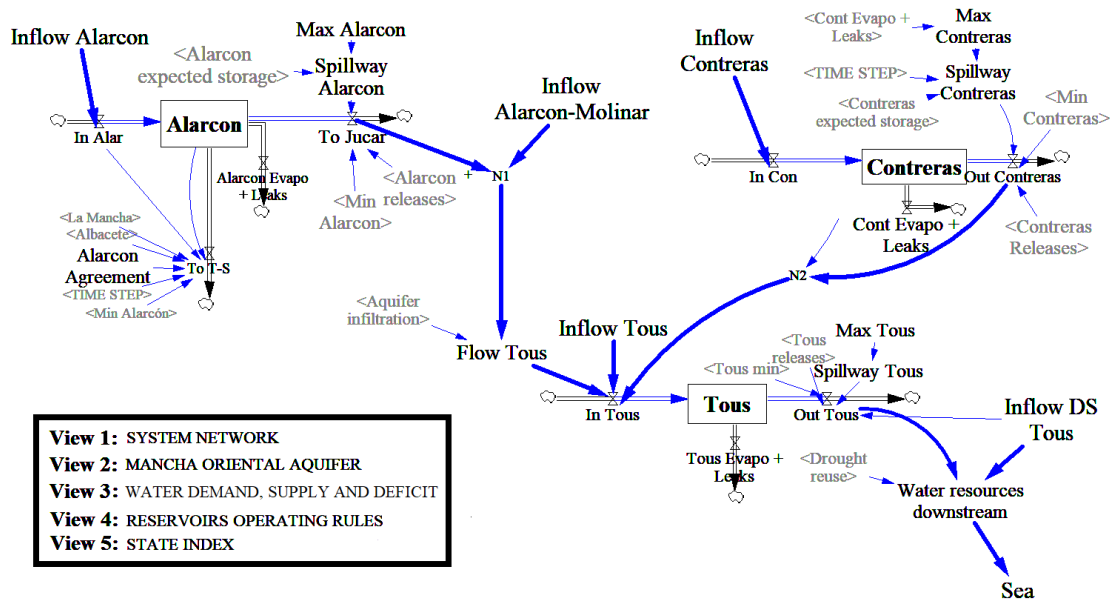 Inflow Alarcon
<Alarcon
expected storage>
Max Alarcon
Spillway
Alarcon
In Alar
Alarcon
To Jucar
Inflow
Alarcon-Molinar
Alarcon Evapo
+ Leaks
<Min
Alarcon>
<Alarcon +
releases>
N1
<La Mancha>
<Albacete>
Alarcon
Agreement
<TIME STEP>
<Min Alarcón>
To T-S
<Cont Evapo +
Leaks>
Max
Contreras
Inflow
Contreras
<TIME STEP>
Spillway
Contreras
<Contreras
expected storage>
<Min
Contreras>
In Con
Contreras
Out Contreras
Cont Evapo +
Leaks
<Contreras
Releases>
N2
<Aquifer
infiltration>
Flow Tous
Inflow Tous
<Tous
releases>
Max Tous
<Tous min>
Spillway Tous
In Tous
Tous
Out Tous
Inflow DS
Tous
Tous Evapo +
Leaks
<Drought
reuse>
Water resources
downstream
Sea
View 1: SYSTEM NETWORK
View 2: MANCHA ORIENTAL AQUIFER
View 3: WATER DEMAND, SUPPLY AND DEFICIT
View 4: RESERVOIRS OPERATING RULES
View 5: STATE INDEX